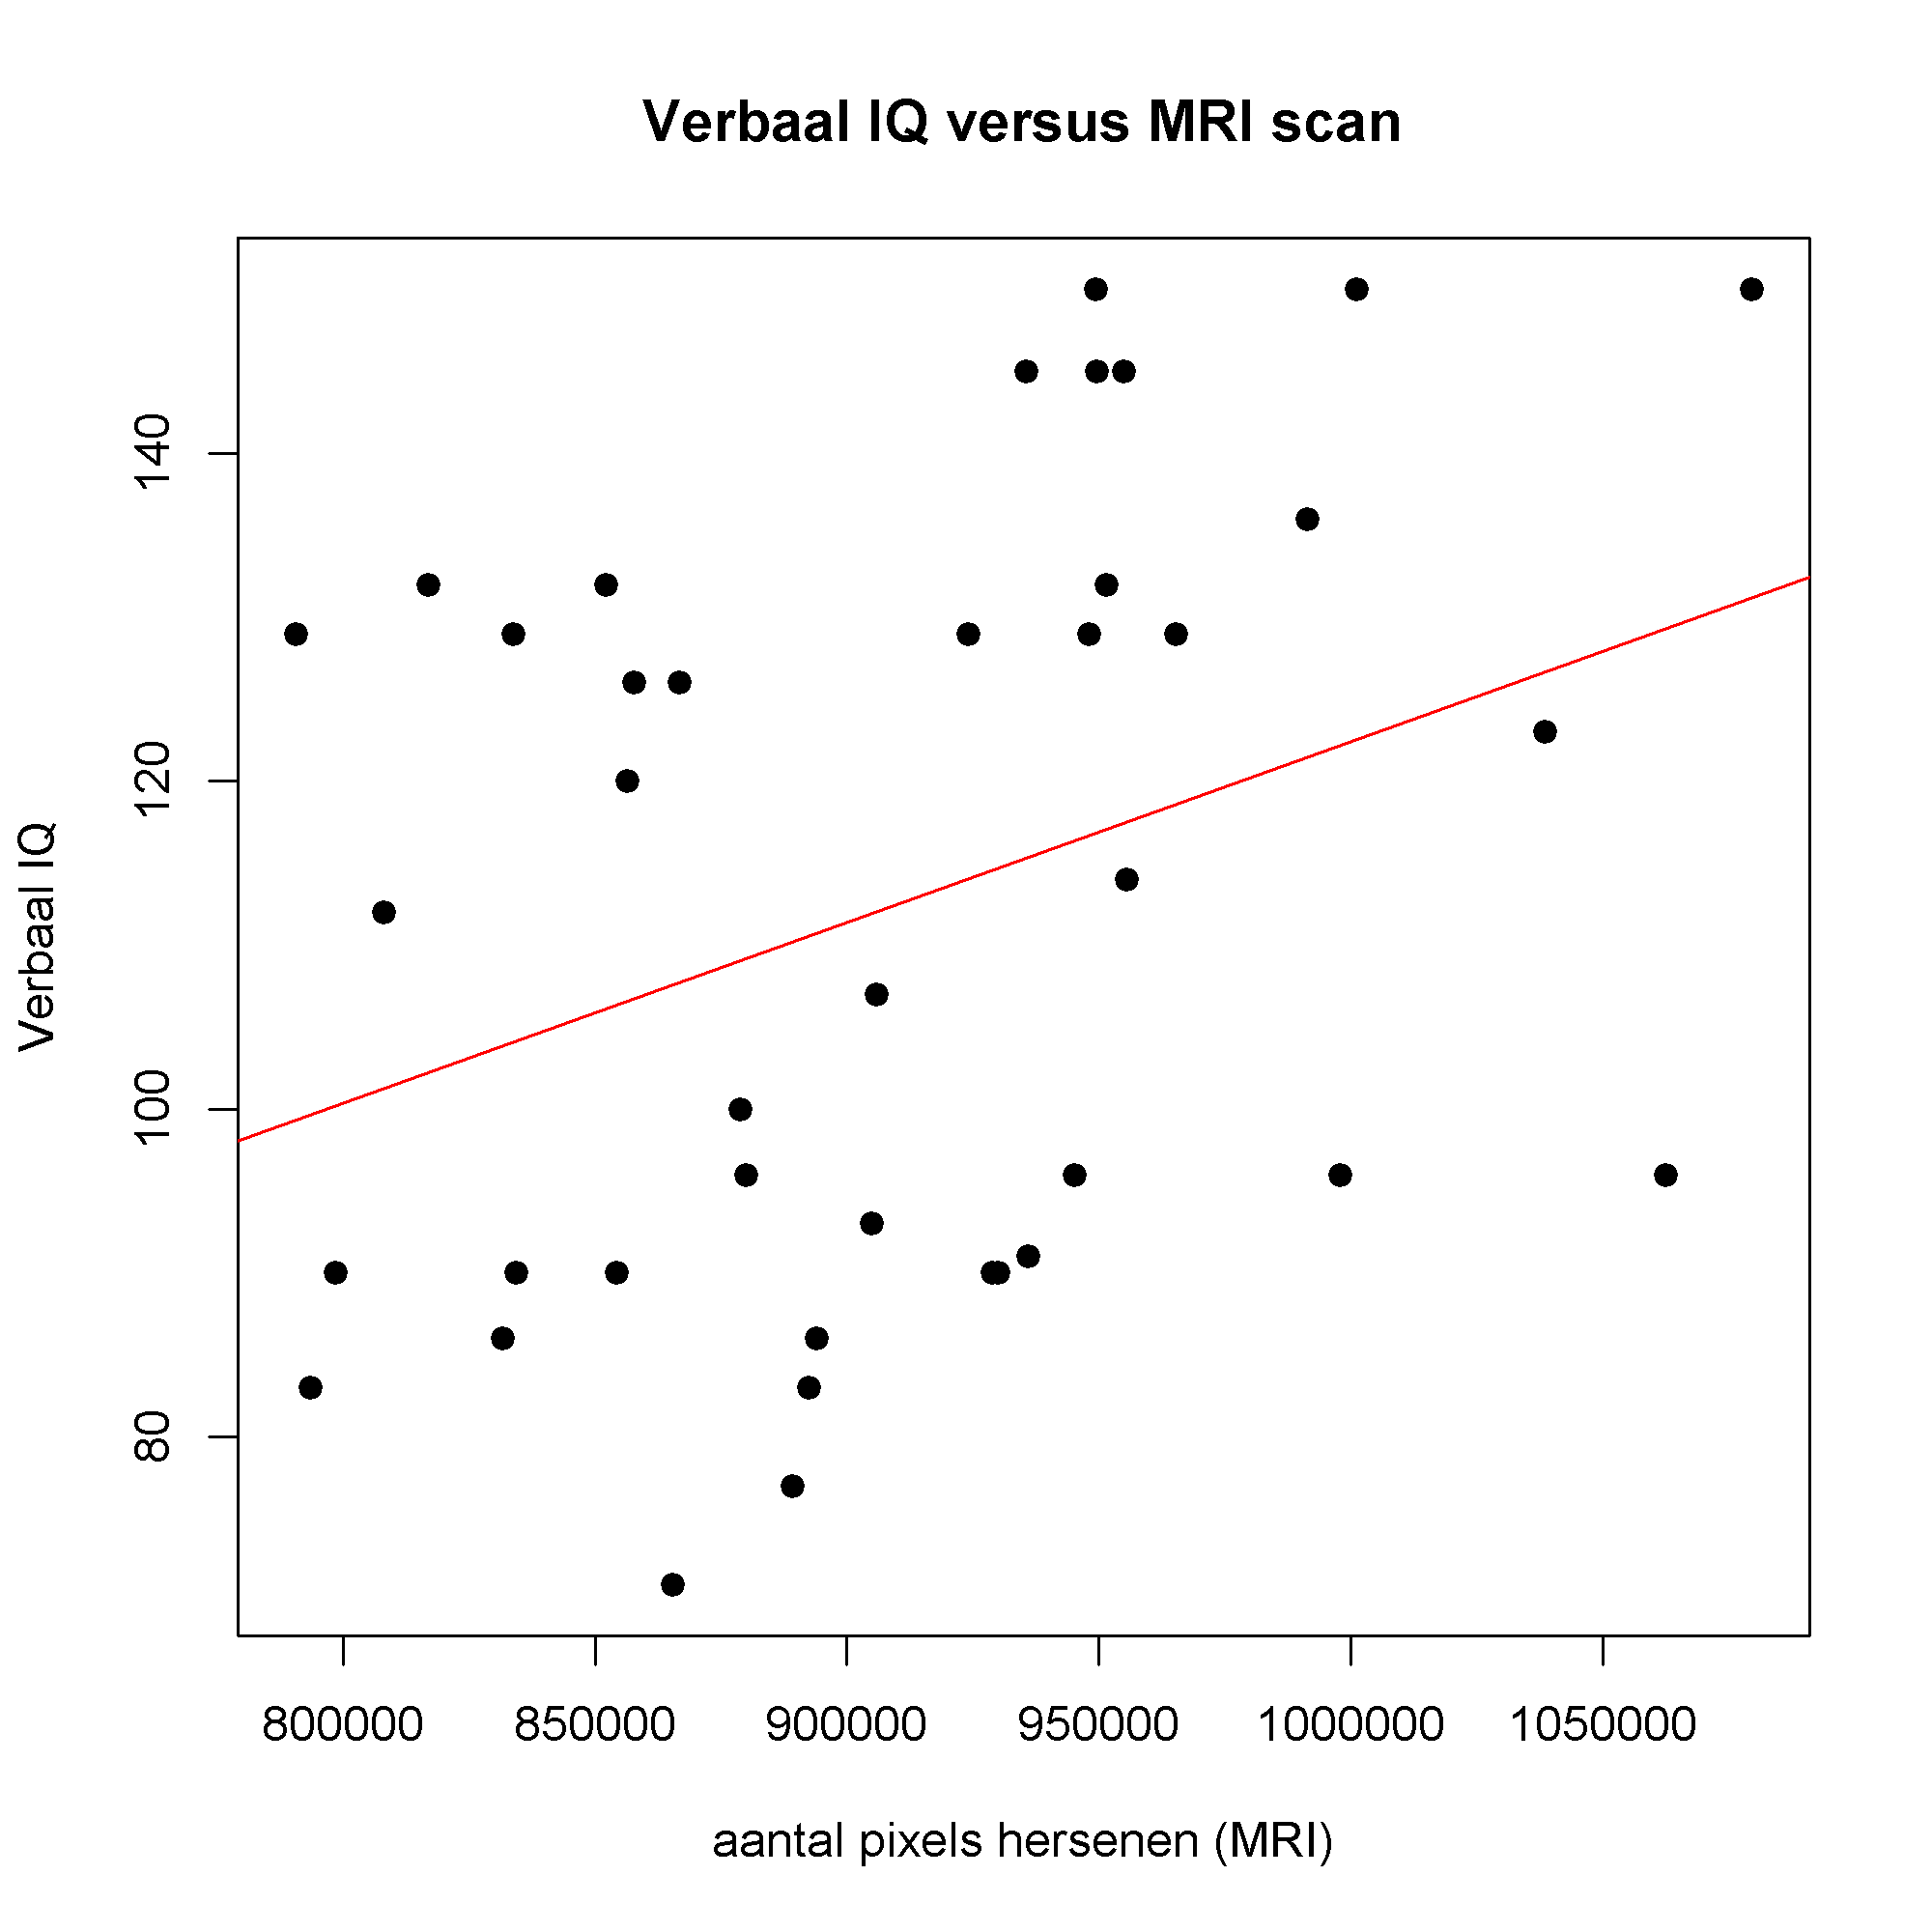 Verbaal IQ versus MRI scan
Verbaal IQ
140
120
100
80
800000 850000 900000 950000 1000000 1050000
aantal pixels hersenen (MRI)